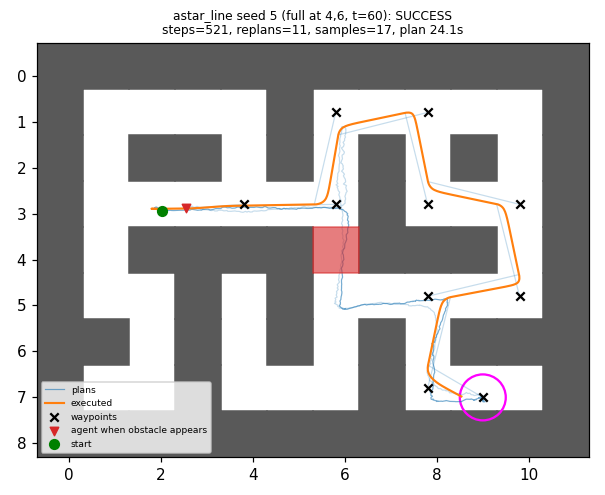 astar_line seed 5 (full at 4,6, t=60): SUCCESS
steps=521, replans=11, samples=17, plan 24.1s
0
1
2
3
4
5
6
7
8
plans
executed
waypoints
agent when obstacle appears
start
0 2 4 6 8 10